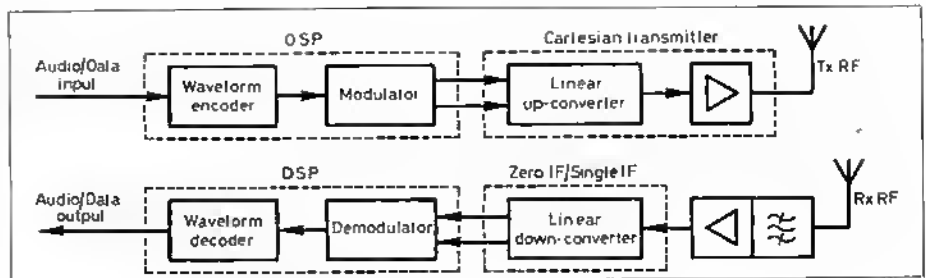 DSP
Cartesian transmitter
Audio/Data
input
Waveform
encoder
Modulator
Linear
up-converter
Tx RF
DSP
Zero IF/Single IF
Audio/Data
output
Waveform
decoder
Demodulator
Linear
down-converter
Rx RF